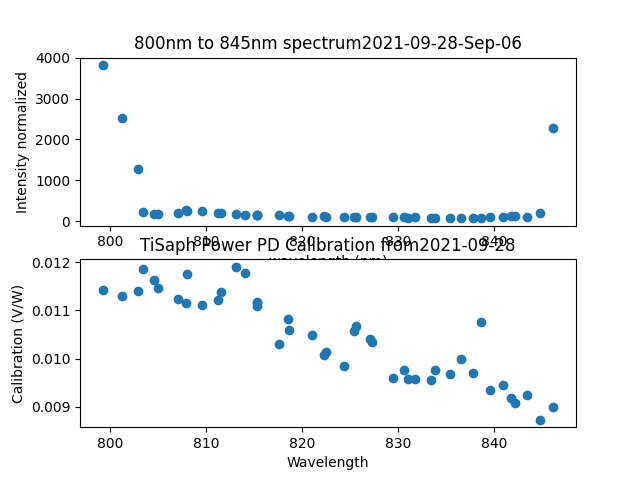 800nm to 845nm spectrum2021-09-28-Sep-06
4000
3000
2000
1000
0
Intensity normalized
800 810 820 830 840
wavelength (nm)
TiSaph Power PD Calibration from2021-09-28
0.012
0.011
0.010
0.009
Calibration (V/W)
800 810 820 830 840
Wavelength